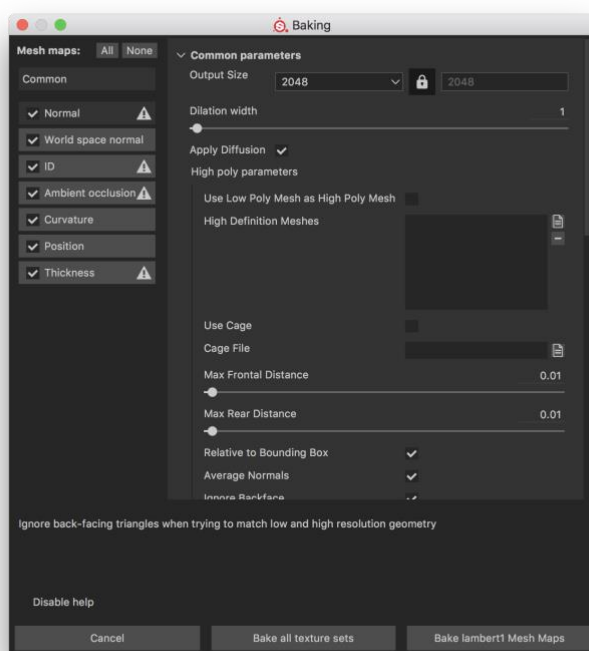 Baking
Mesh maps: All None
Common
Normal
World space normal
ID
Ambient occlusion
Curvature
Position
Thickness
Common parameters
Output Size 2048 2048
Dilation width 1
Apply Diffusion
High poly parameters
Use Low Poly Mesh as High Poly Mesh
High Definition Meshes
Use Cage
Cage File
Max Frontal Distance 0.01
Max Rear Distance 0.01
Relative to Bounding Box
Average Normals
Ignore Backface
Ignore back-facing triangles when trying to match low and high resolution geometry
Disable help
Cancel Bake all texture sets Bake lambert1 Mesh Maps